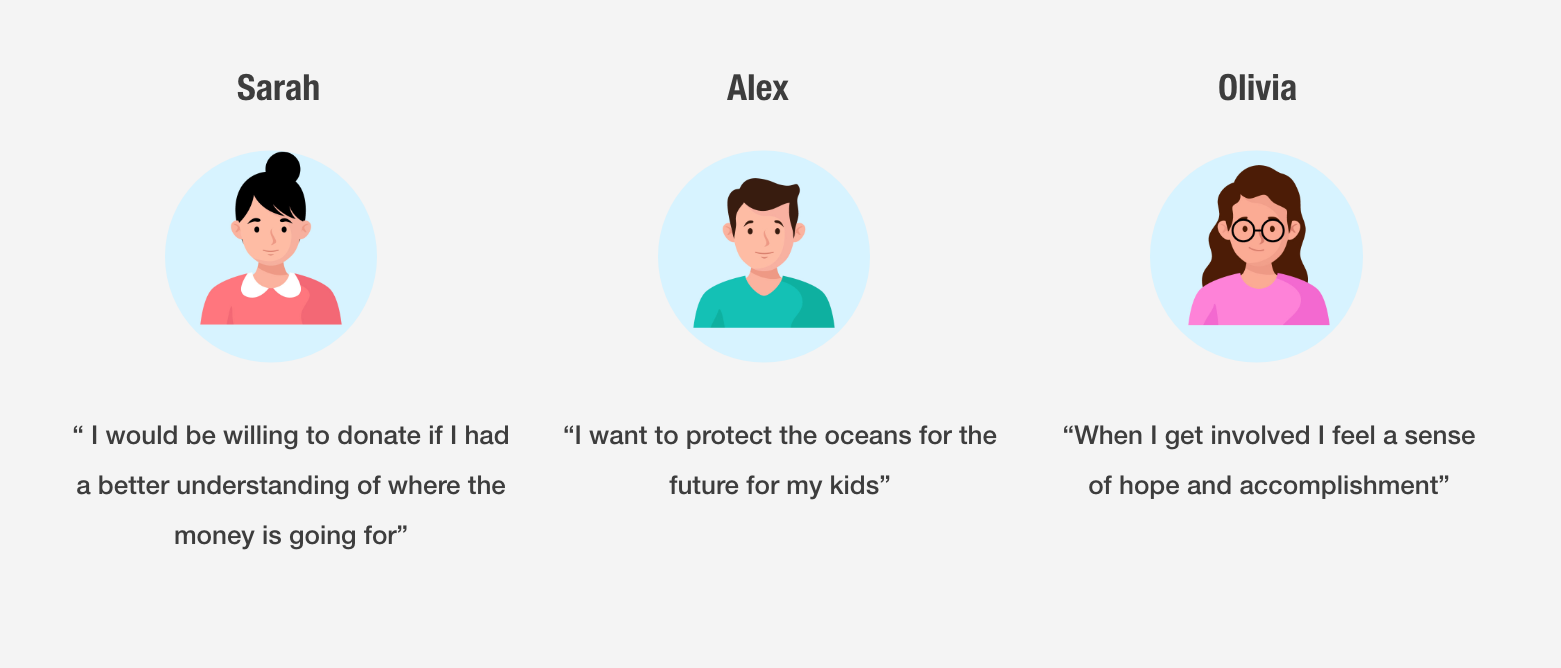 Sarah
Alex
Olivia
“ I would be willing to donate if I had
a better understanding of where the
money is going for”
“I want to protect the oceans for the
future for my kids”
“When I get involved I feel a sense
of hope and accomplishment”